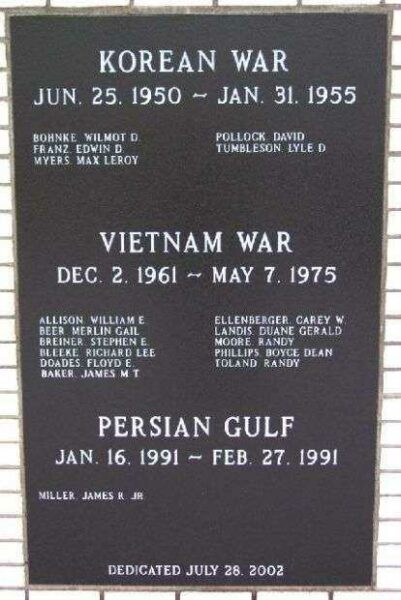 KOREAN WAR
JUN. 25. 1950 ~ JAN. 31. 1955
BOHNKE, WILMOT D.
FRANZ, EDWIN D.
MYERS, MAX LEROY
POLLOCK, DAVID
TUMBLESON, LYLE D.
VIETNAM WAR
DEC. 2. 1961 ~ MAY 7. 1975
ALLISON, WILLIAM E.
BEER, MERLIN GAIL
BREINER, STEPHEN E.
BLEEKE, RICHARD LEE
DOADES, FLOYD E.
BAKER, JAMES M.T.
ELLENBERGER, CAREY W.
LANDIS, DUANE GERALD
MOORE, RANDY
PHILLIPS, BOYCE DEAN
TOLAND, RANDY
PERSIAN GULF
JAN. 16. 1991 ~ FEB. 27. 1991
MILLER, JAMES R. JR.
DEDICATED JULY 28. 2002